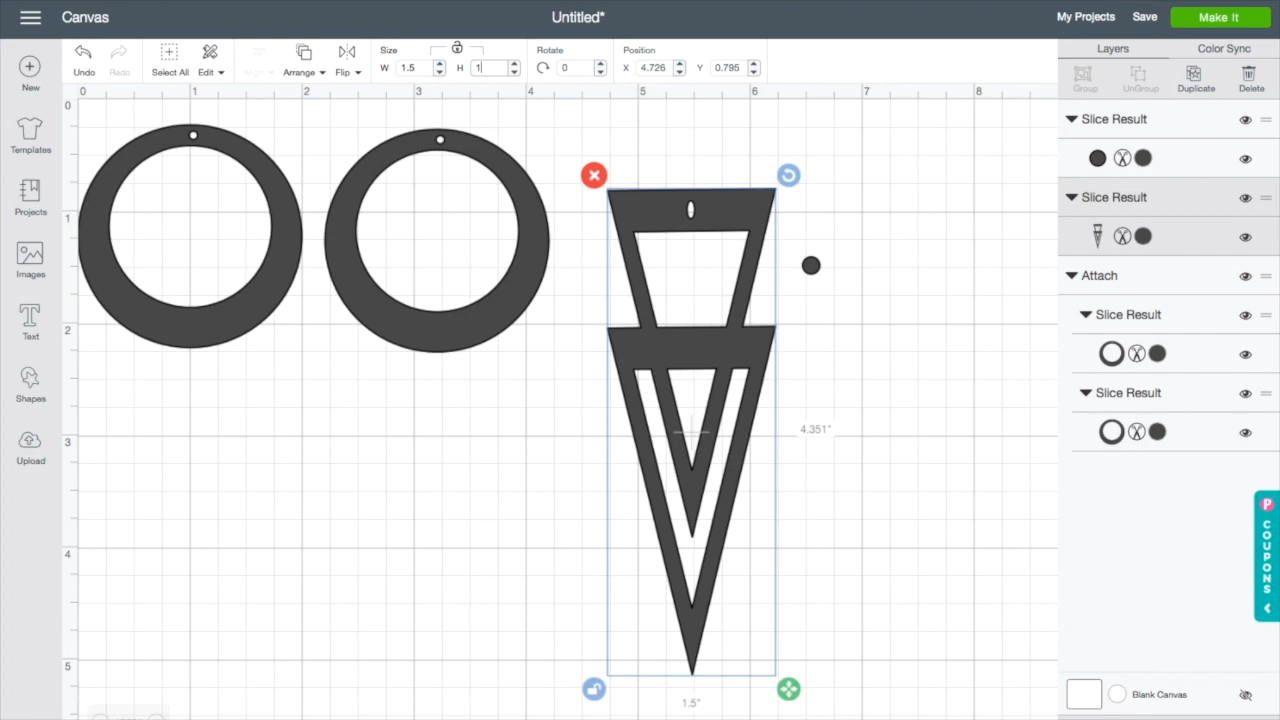 Canvas
Untitled*
My Projects
Save
Make It
Undo
Redo
Select All
Edit
Align
Arrange
Flip
Size
W 1.5
H 1
Rotate
0
Position
X 4.726
Y 0.795
Layers
Color Sync
Group
UnGroup
Duplicate
Delete
New
Templates
Projects
Images
Text
Shapes
Upload
0 1 2 3 4 5 6 7 8
0
1
2
3
4
5
4.351"
1.5"
Slice Result
Slice Result
Attach
Slice Result
Slice Result
Blank Canvas
P
COUPONS